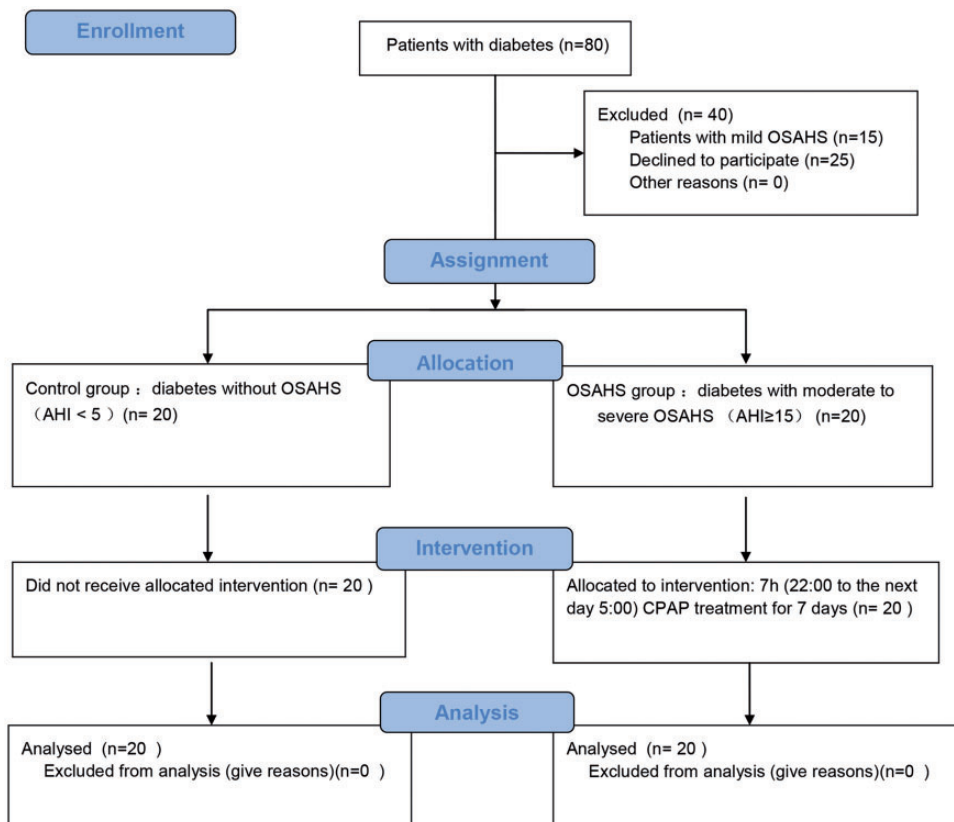 Enrollment
Patients with diabetes (n=80)
Excluded (n= 40)
Patients with mild OSAHS (n=15)
Declined to participate (n=25)
Other reasons (n= 0)
Assignment
Allocation
Control group：diabetes without OSAHS
（AHI < 5 ）(n= 20)
OSAHS group：diabetes with moderate to
severe OSAHS （AHI≥15） (n=20)
Intervention
Did not receive allocated intervention (n= 20 )
Allocated to intervention: 7h (22:00 to the next
day 5:00) CPAP treatment for 7 days (n= 20 )
Analysis
Analysed (n=20 )
Excluded from analysis (give reasons)(n=0 )
Analysed (n= 20 )
Excluded from analysis (give reasons)(n=0 )